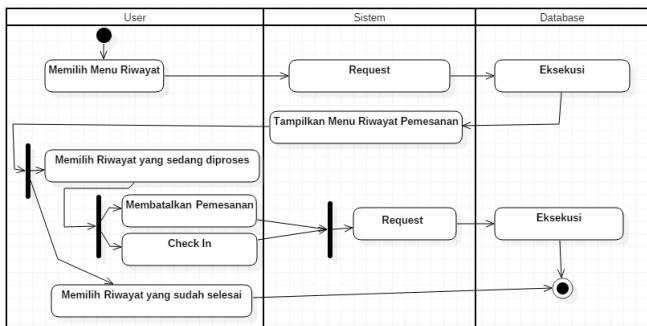 User
Sistem
Database
Memilih Menu Riwayat
Request
Eksekusi
Tampilkan Menu Riwayat Pemesanan
Memilih Riwayat yang sedang diproses
Membatalkan Pemesanan
Request
Eksekusi
Check In
Memilih Riwayat yang sudah selesai